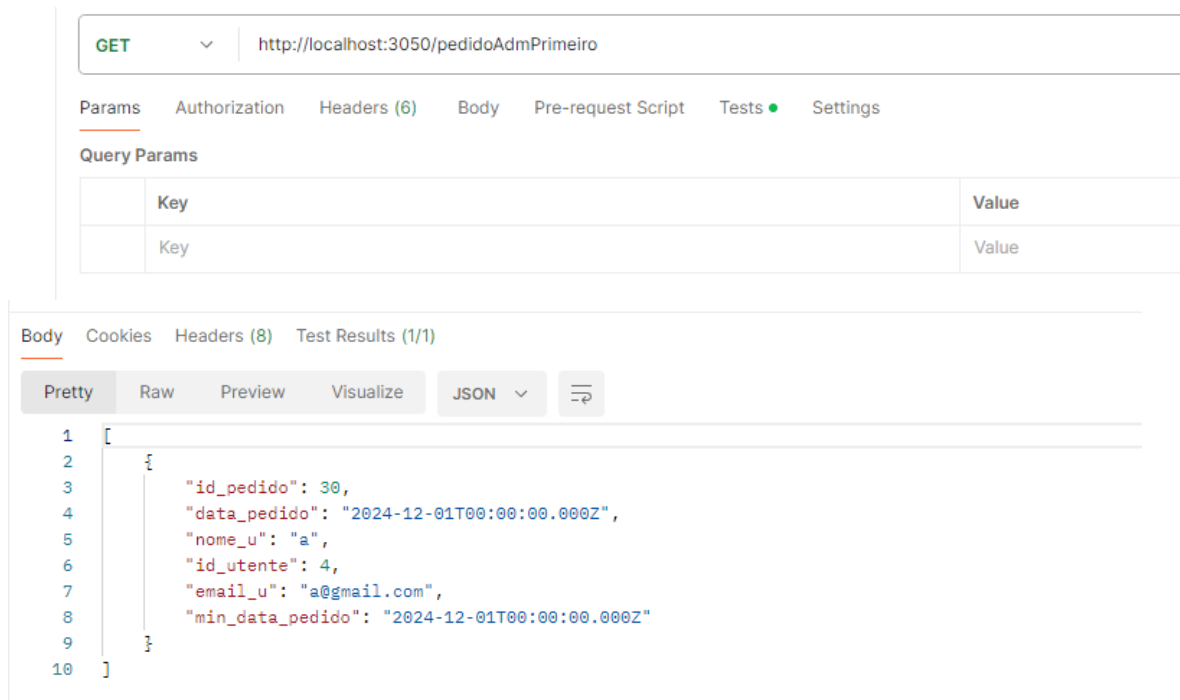 GET http://localhost:3050/pedidoAdmPrimeiro
Params Authorization Headers (6) Body Pre-request Script Tests Settings
Query Params
Key Value
Key Value
Body Cookies Headers (8) Test Results (1/1)
Pretty Raw Preview Visualize JSON
1 [
2 {
3 "id_pedido": 30,
4 "data_pedido": "2024-12-01T00:00:00.000Z",
5 "nome_u": "a",
6 "id_utente": 4,
7 "email_u": "a@gmail.com",
8 "min_data_pedido": "2024-12-01T00:00:00.000Z"
9 }
10 ]